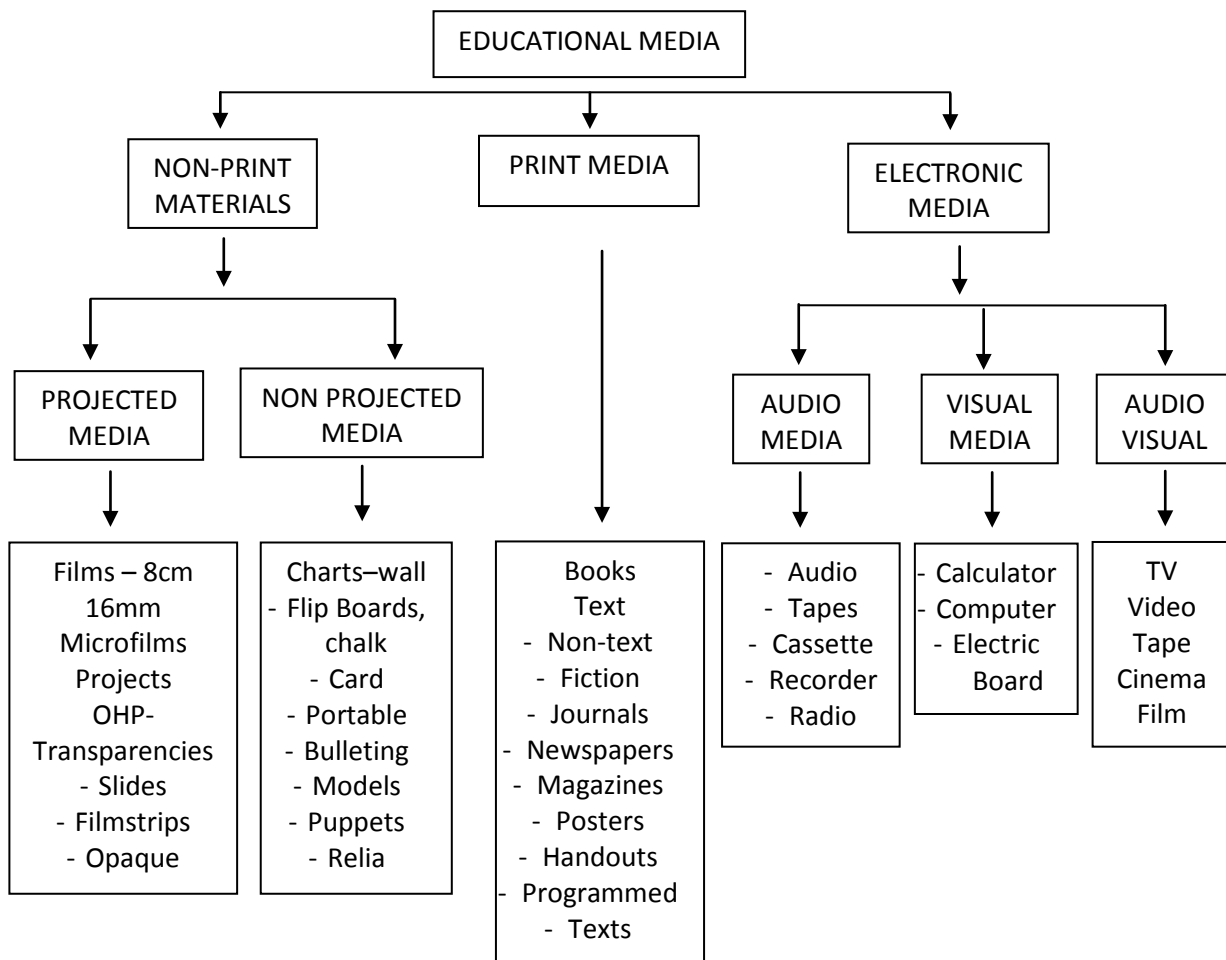 EDUCATIONAL MEDIA
NON-PRINT
MATERIALS
PRINT MEDIA
ELECTRONIC
MEDIA
PROJECTED
MEDIA
NON PROJECTED
MEDIA
AUDIO
MEDIA
VISUAL
MEDIA
AUDIO
VISUAL
Films – 8cm
16mm
Microfilms
Projects
OHP-
Transparencies
- Slides
- Filmstrips
- Opaque
Charts–wall
- Flip Boards,
chalk
- Card
- Portable
- Bulleting
- Models
- Puppets
- Relia
Books
Text
- Non-text
- Fiction
- Journals
- Newspapers
- Magazines
- Posters
- Handouts
- Programmed
- Texts
- Audio
- Tapes
- Cassette
- Recorder
- Radio
- Calculator
- Computer
- Electric
Board
TV
Video
Tape
Cinema
Film